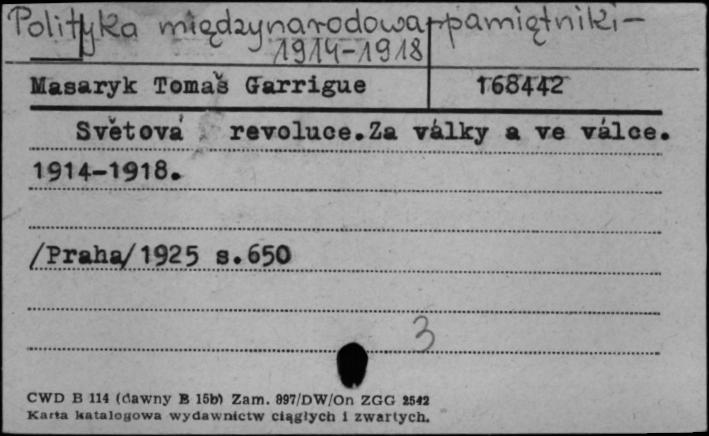 Polityka międzynarodowa-pamiętniki-
1914-1918
Masaryk Tomaš Garrigue 168442
Světová revoluce.Za války a ve válce.
1914-1918.
/Praha/1925 s.650
3
CWD B 114 (dawny B 15b) Zam. 897/DW/On ZGG 2542
Karta katalogowa wydawnictw ciągłych i zwartych.